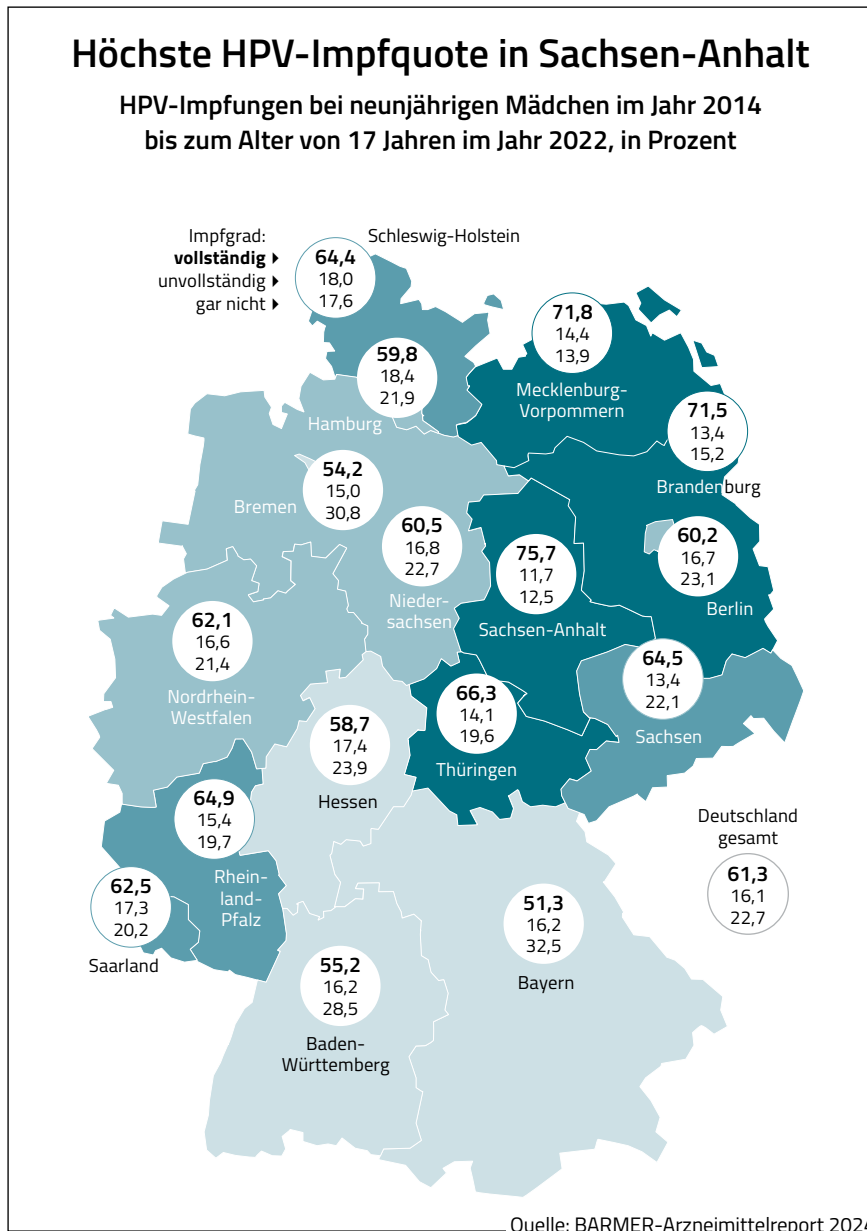 Höchste HPV-Impfquote in Sachsen-Anhalt
HPV-Impfungen bei neunjährigen Mädchen im Jahr 2014
bis zum Alter von 17 Jahren im Jahr 2022, in Prozent
Impfgrad:
vollständig
unvollständig
gar nicht
Schleswig-Holstein
64,4
18,0
17,6
71,8
14,4
13,9
Mecklenburg-
Vorpommern
59,8
18,4
21,9
Hamburg
71,5
13,4
15,2
Brandenburg
54,2
15,0
30,8
Bremen
60,5
16,8
22,7
Nieder-
sachsen
75,7
11,7
12,5
Sachsen-Anhalt
60,2
16,7
23,1
Berlin
62,1
16,6
21,4
Nordrhein-
Westfalen
64,5
13,4
22,1
Sachsen
66,3
14,1
19,6
Thüringen
58,7
17,4
23,9
Hessen
64,9
15,4
19,7
Rhein-
land-
Pfalz
Deutschland
gesamt
61,3
16,1
22,7
62,5
17,3
20,2
Saarland
51,3
16,2
32,5
Bayern
55,2
16,2
28,5
Baden-
Württemberg
Quelle: BARMER-Arzneimittelreport 2024